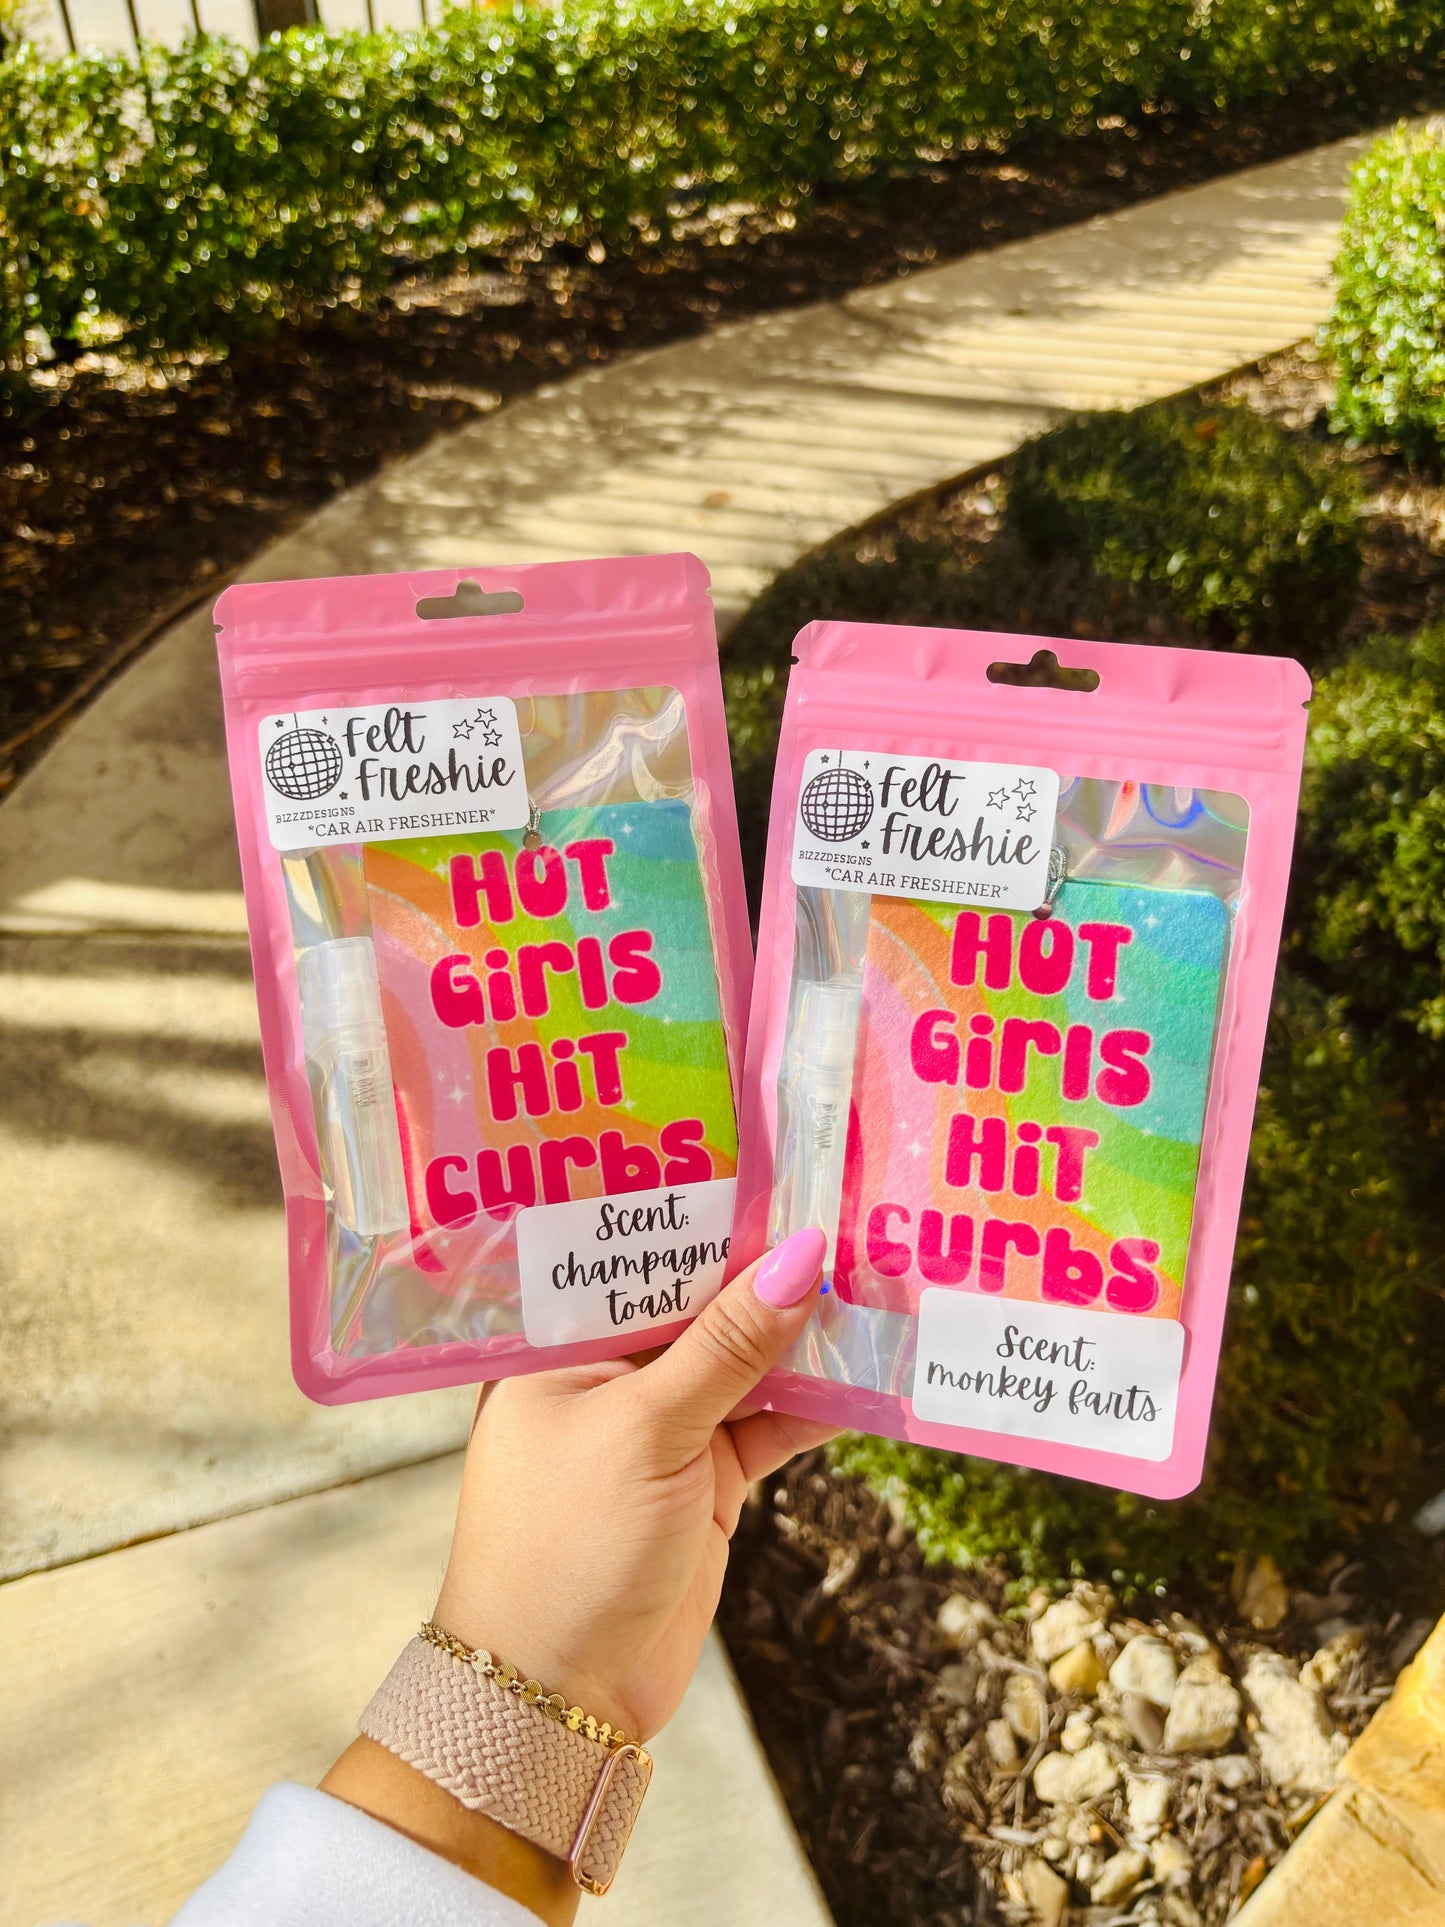 Felt
Freshie
BIZZZDESIGNS
*CAR AIR FRESHENER*
HOT
GIRLS
HIT
CURBS
Scent:
champagne
toast
Felt
Freshie
BIZZZDESIGNS
*CAR AIR FRESHENER*
HOT
GIRLS
HIT
CURBS
Scent:
monkey farts